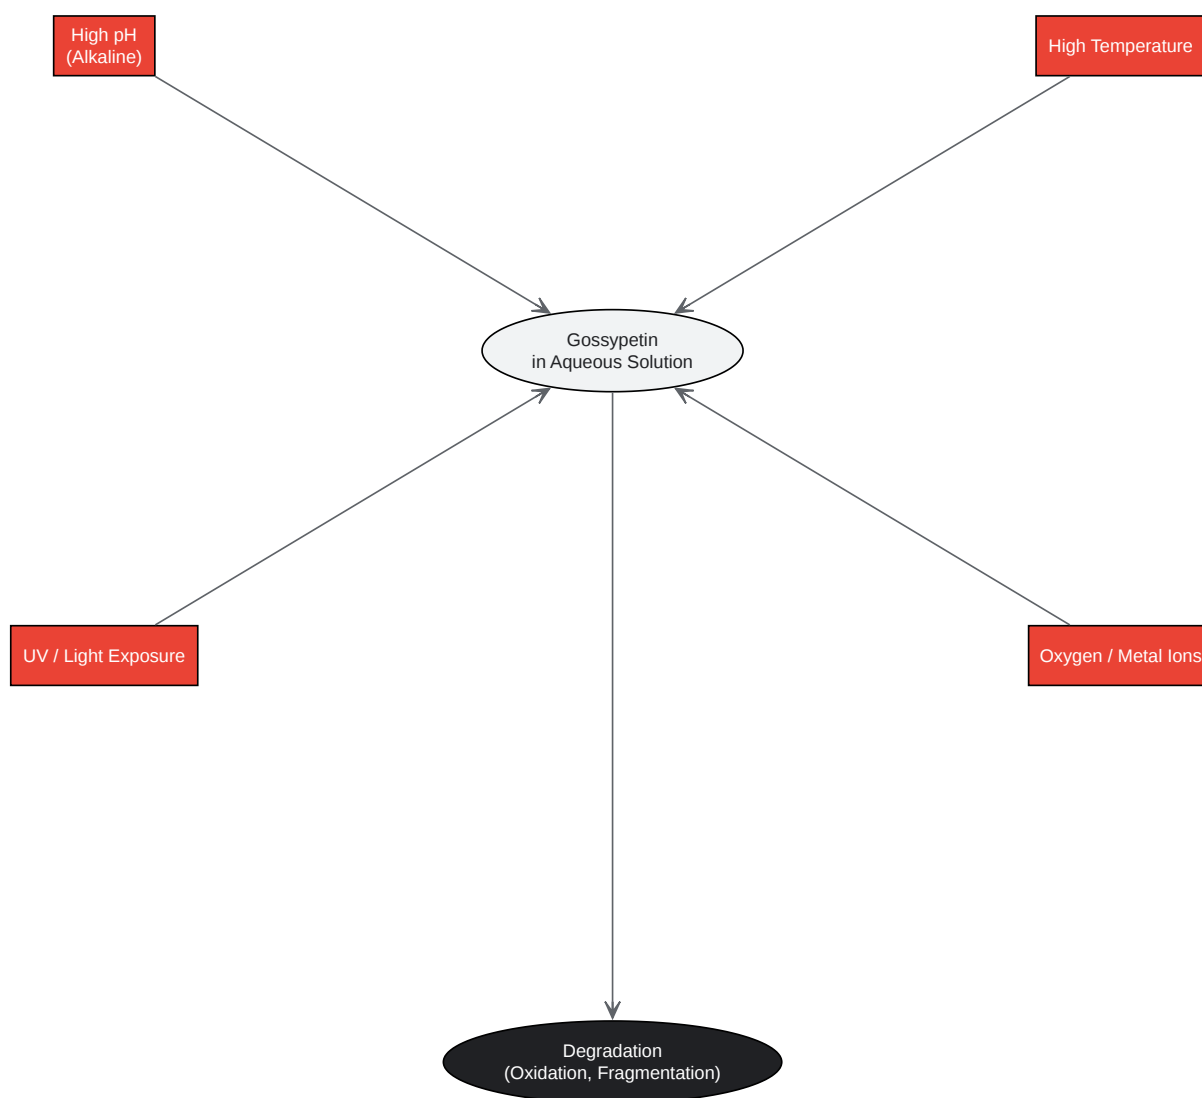 High pH
(Alkaline)
High Temperature
Gossypetin
in Aqueous Solution
UV / Light Exposure
Oxygen / Metal Ions
Degradation
(Oxidation, Fragmentation)